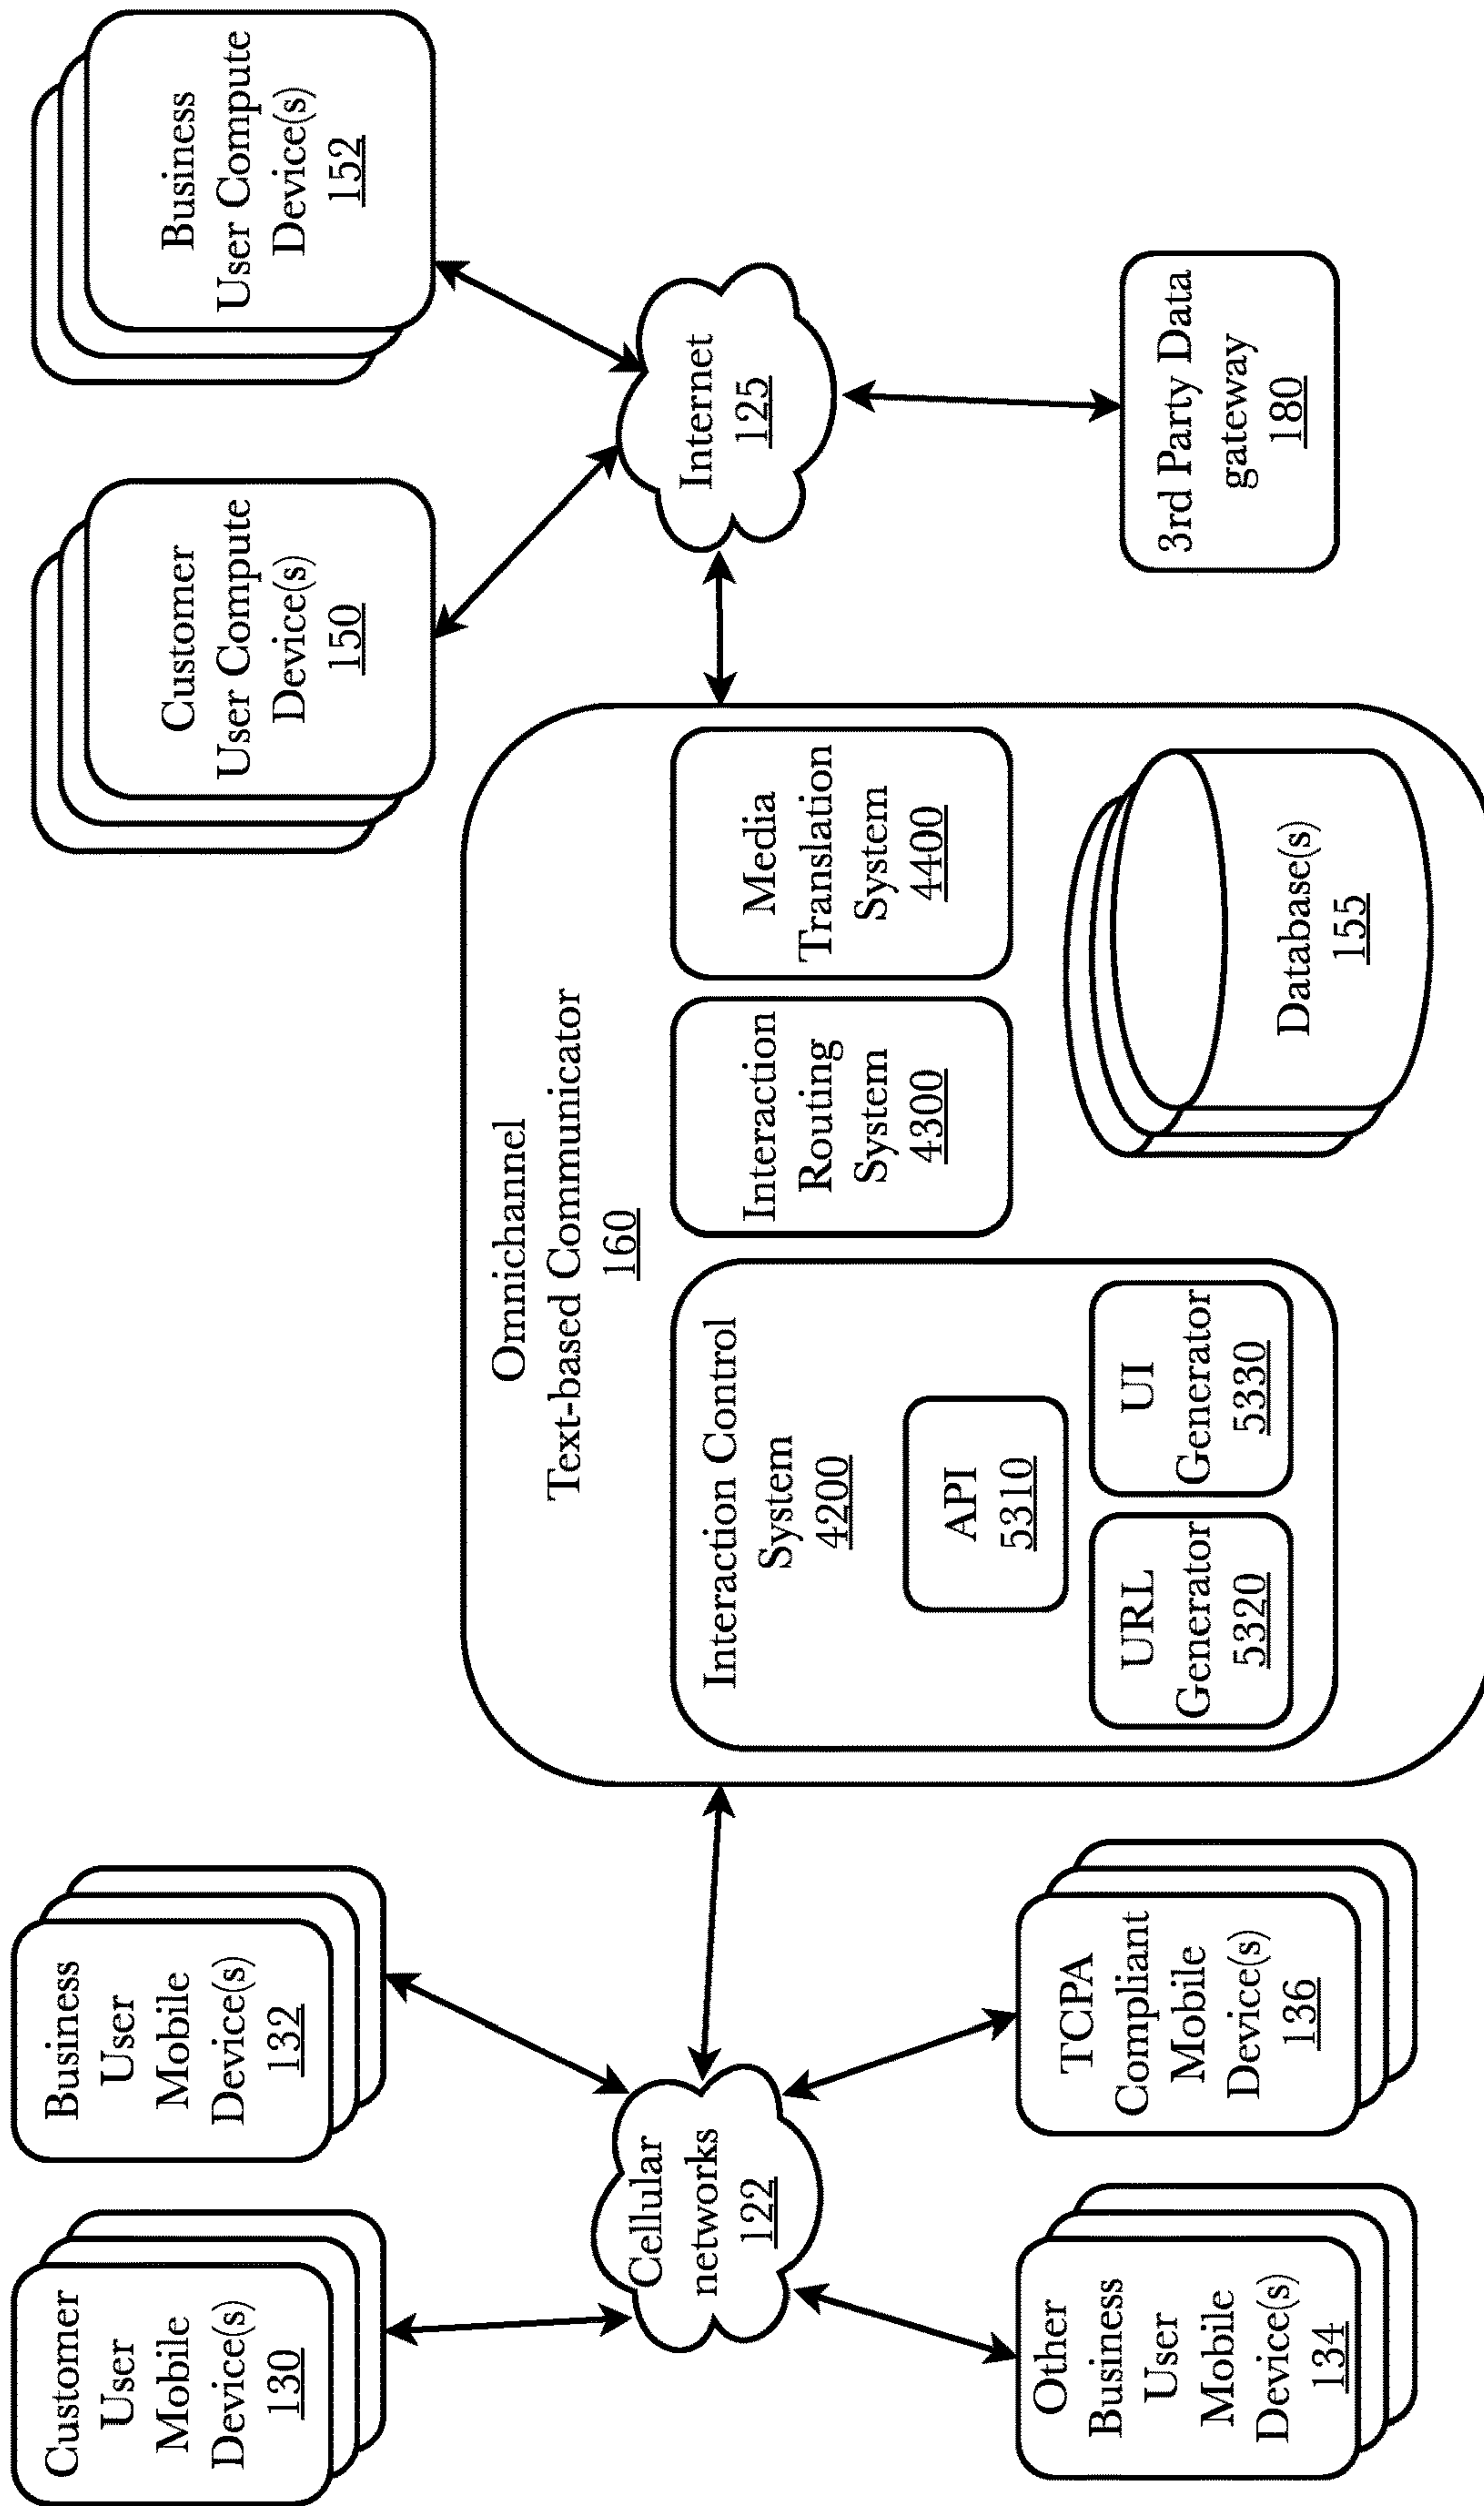 Customer
User
Mobile
Device(s)
130
Business
User
Mobile
Device(s)
132
Customer
User Compute
Device(s)
150
Business
User Compute
Device(s)
152
Cellular
networks
122
Omnichannel
Text-based Communicator
160
Interaction Control
System
4200
API
5310
URL
Generator
5320
UI
Generator
5330
Interaction
Routing
System
4300
Media
Translation
System
4400
Database(s)
155
Internet
125
Other
Business
User
Mobile
Device(s)
134
TCPA
Compliant
Mobile
Device(s)
136
3rd Party Data
gateway
180